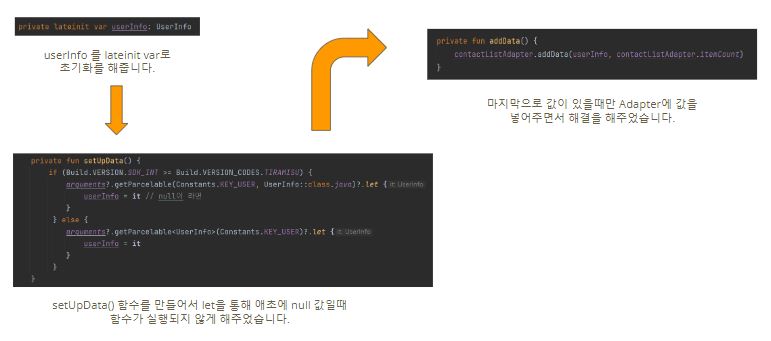 private lateinit var userInfo: UserInfo
userInfo 를 lateinit var로
초기화를 해줍니다.
private fun setUpData() {
if (Build.VERSION.SDK_INT >= Build.VERSION_CODES.TIRAMISU) {
arguments?.getParcelable(Constants.KEY_USER, UserInfo::class.java)?.let { it: UserInfo
userInfo = it // null이 라면
}
} else {
arguments?.getParcelable<UserInfo>(Constants.KEY_USER)?.let { it: UserInfo
userInfo = it
}
}
}
setUpData() 함수를 만들어서 let을 통해 애초에 null 값일때
함수가 실행되지 않게 해주었습니다.
private fun addData() {
contactListAdapter.addData(userInfo, contactListAdapter.itemCount)
}
마지막으로 값이 있을때만 Adapter에 값을
넣어주면서 해결을 해주었습니다.